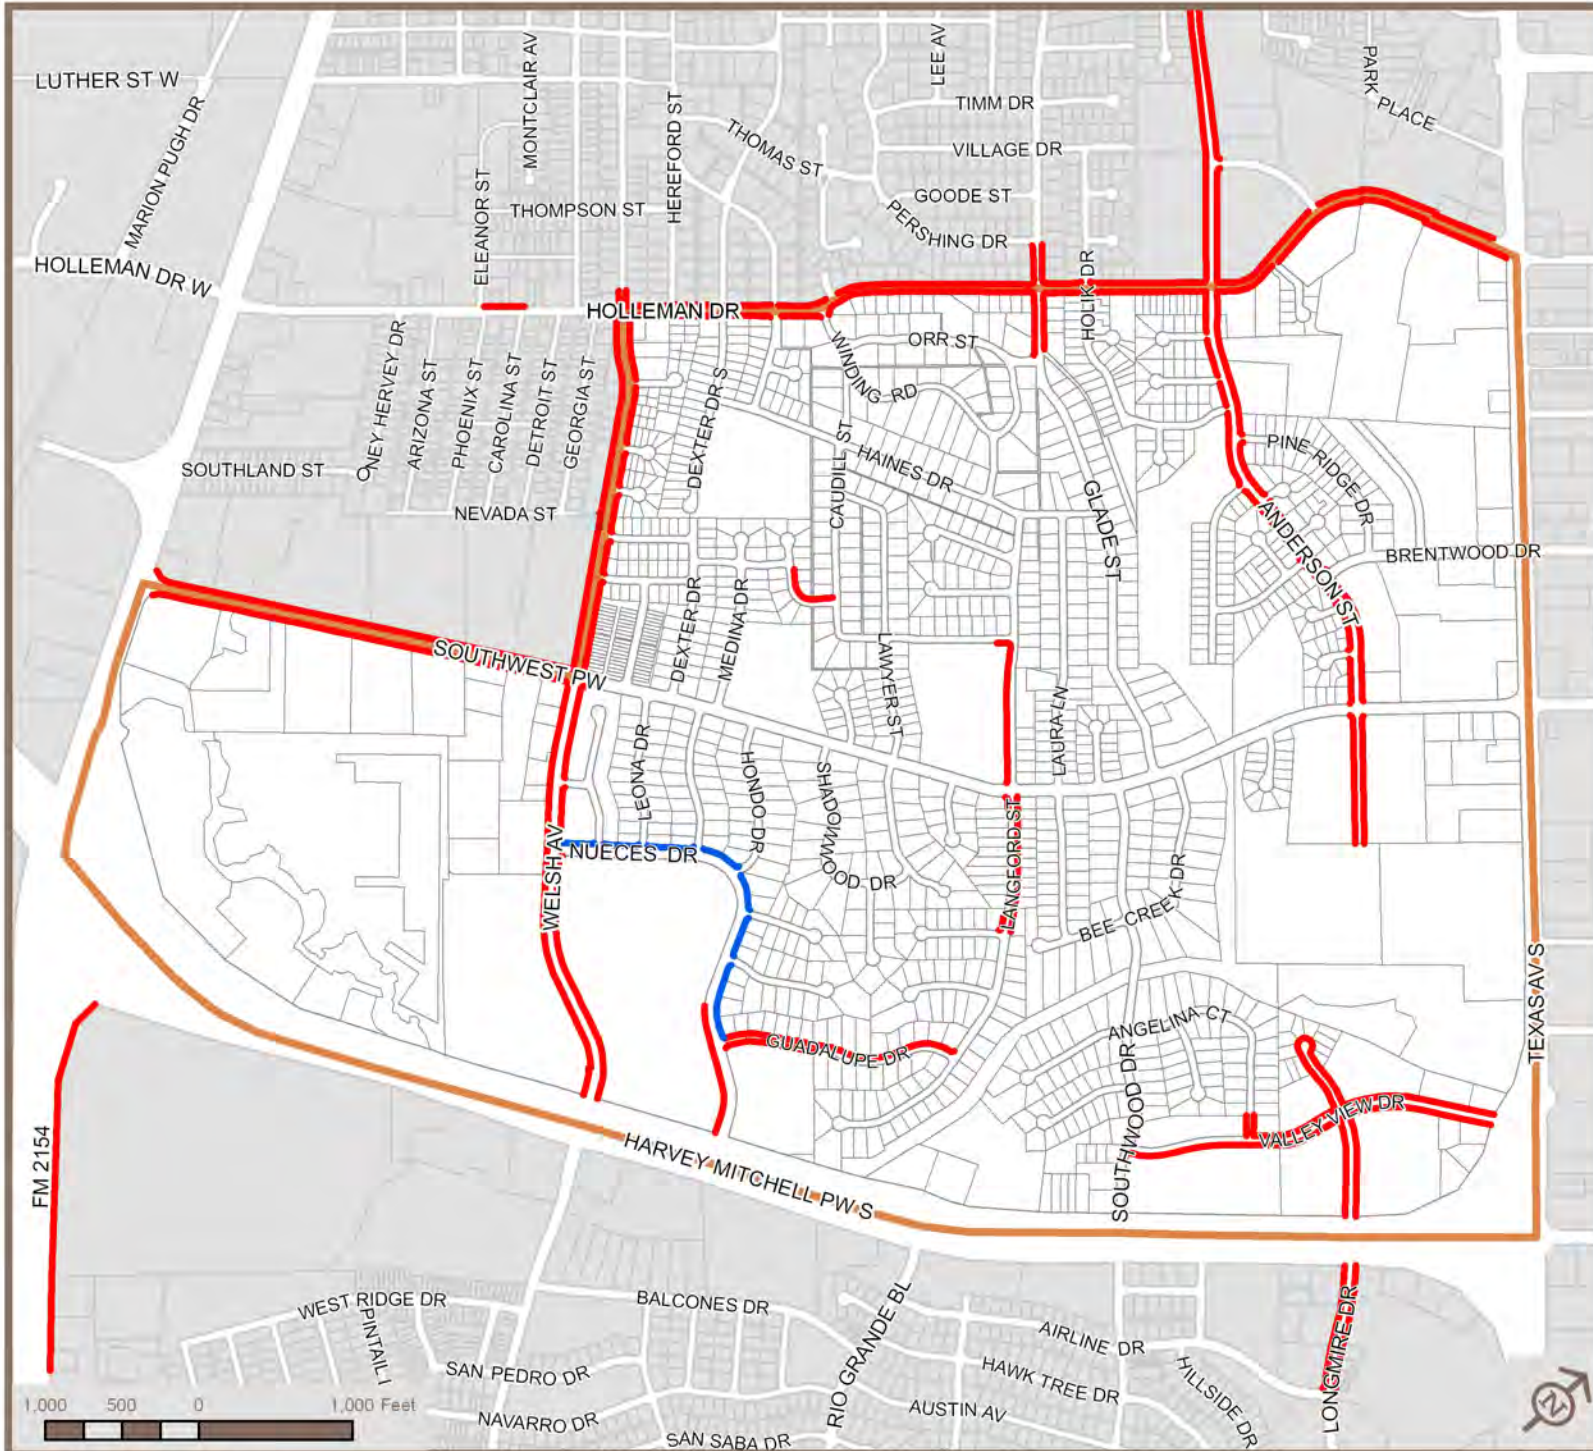 LUTHER ST W
MARION PUGH DR
MONTCLAIR AV
HEREFORD ST
LEE AV
TIMM DR
PARK PLACE
THOMAS ST
VILLAGE DR
ELEANOR ST
THOMPSON ST
GOODE ST
PERSHING DR
HOLLEMAN DR W
HOLLEMAN DR
HOLIK DR
ORR ST
WINDING RD
ONEY HERVEY DR
ARIZONA ST
PHOENIX ST
CAROLINA ST
DETROIT ST
GEORGIA ST
DEXTER DR S
CAUDILL ST
HAINES DR
GLADE ST
PINE RIDGE DR
SOUTHLAND ST
NEVADA ST
ANDERSON ST
BRENTWOOD DR
SOUTHWEST PW
DEXTER DR
MEDINA DR
LAWYER ST
LAURA LN
LEONA DR
HONDO DR
SHADOWWOOD DR
LANGFORD ST
WELSH AV
NUECES DR
BEE CREEK DR
TEXAS AV S
GUADALUPE DR
ANGELINA CT
SOUTHWOOD DR
VALLEY VIEW DR
FM 2154
HARVEY MITCHELL PW S
WEST RIDGE DR
PINTAIL L
BALCONES DR
RIO GRANDE BL
AIRLINE DR
LONGMIRE DR
SAN PEDRO DR
HAWK TREE DR
HILLSIDE DR
NAVARRO DR
AUSTIN AV
SAN SABA DR
1,000 500 0 1,000 Feet
N